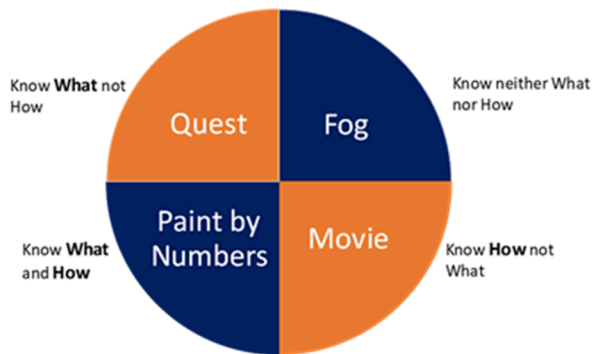 Know What not
How
Quest
Fog
Know neither What
nor How
Know What
and How
Paint by
Numbers
Movie
Know How not
What